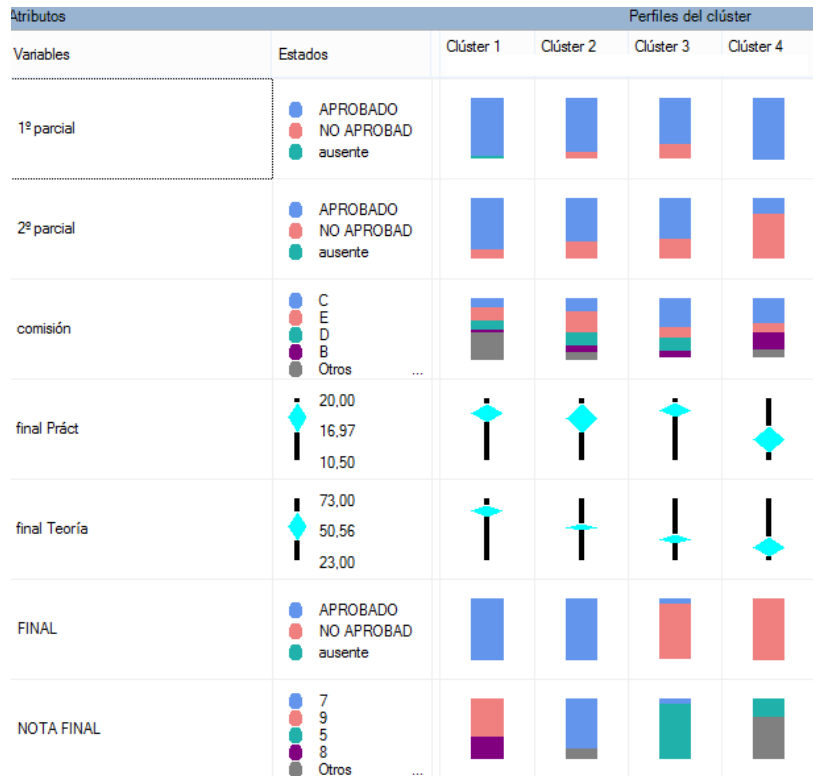 Atributos Perfiles del clúster
Variables Estados Clúster 1 Clúster 2 Clúster 3 Clúster 4
1º parcial
APROBADO
NO APROBAD
ausente
2º parcial
APROBADO
NO APROBAD
ausente
comisión
C
E
D
B
Otros ...
final Práct
20,00
16,97
10,50
final Teoría
73,00
50,56
23,00
FINAL
APROBADO
NO APROBAD
ausente
NOTA FINAL
7
9
5
8
Otros ...